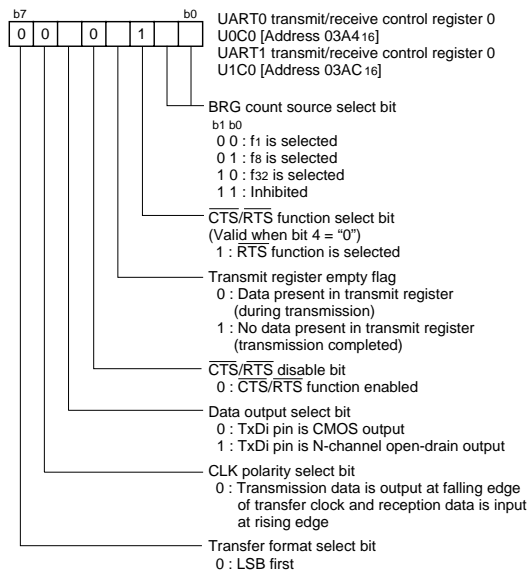 b7 b0
0 0 0 1
UART0 transmit/receive control register 0
U0C0 [Address 03A416]
UART1 transmit/receive control register 0
U1C0 [Address 03AC 16]
BRG count source select bit
b1 b0
0 0 : f1 is selected
0 1 : f8 is selected
1 0 : f32 is selected
1 1 : Inhibited
CTS/RTS function select bit
(Valid when bit 4 = “0”)
1 : RTS function is selected
Transmit register empty flag
0 : Data present in transmit register
(during transmission)
1 : No data present in transmit register
(transmission completed)
CTS/RTS disable bit
0 : CTS/RTS function enabled
Data output select bit
0 : TxDi pin is CMOS output
1 : TxDi pin is N-channel open-drain output
CLK polarity select bit
0 : Transmission data is output at falling edge
of transfer clock and reception data is input
at rising edge
Transfer format select bit
0 : LSB first